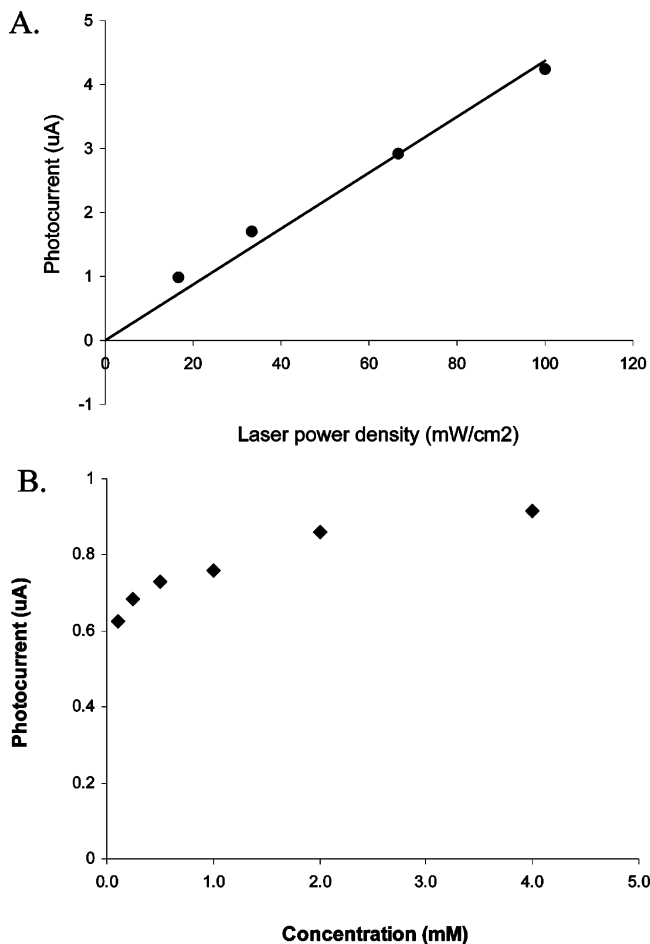 A.
5
4
3
2
1
0
-1
0 20 40 60 80 100 120
Photocurrent (uA)
Laser power density (mW/cm2)
B.
1
0.8
0.6
0.4
0.2
0
0.0 1.0 2.0 3.0 4.0 5.0
Photocurrent (uA)
Concentration (mM)